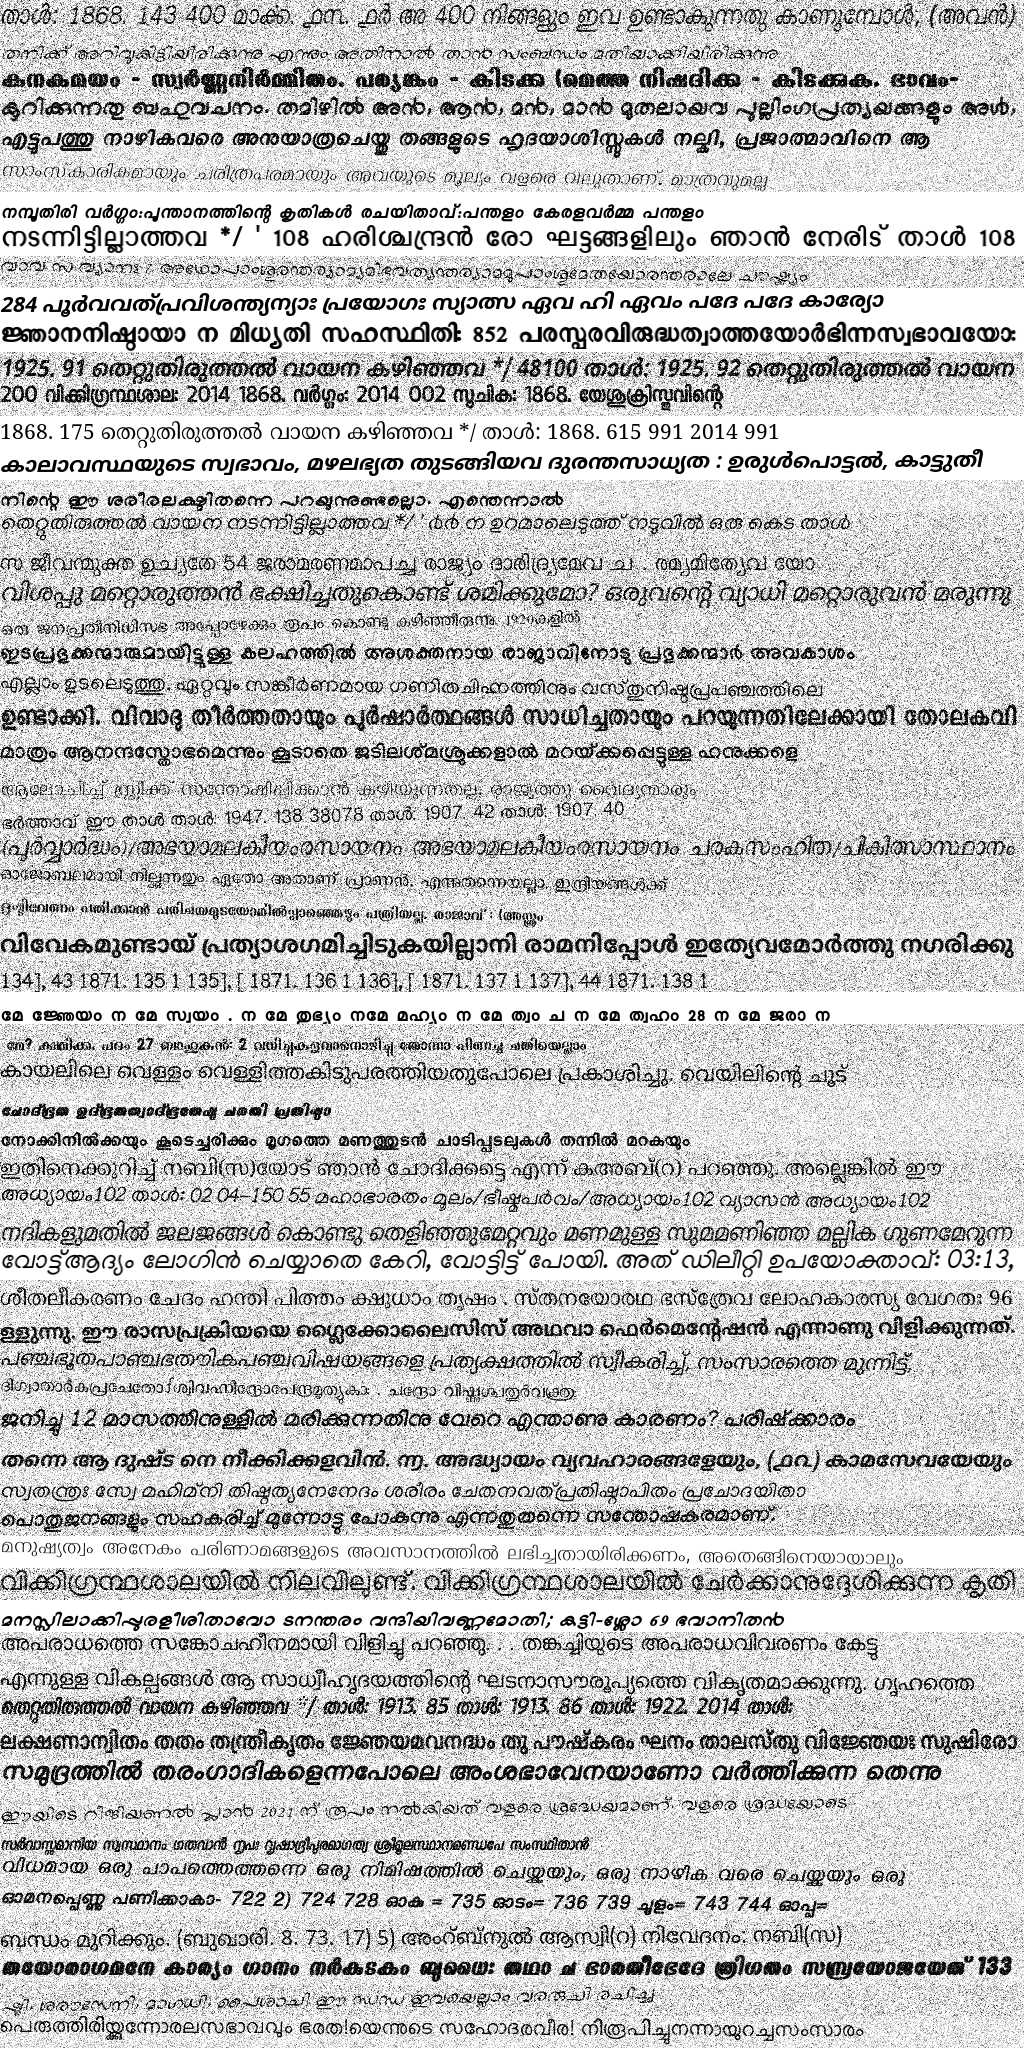 താൾ: 1868. 143 400 മാക്ക. ൧൩. ൧൪ അ 400 നിങ്ങളും ഇവ ഉണ്ടാകുന്നതു കാണുമ്പോൾ, (അവൻ)
തനിക്ക് അറിവുകിട്ടിയിരിക്കുന്നു എന്നും അതിനാൽ താൻ സംബന്ധം മതിയാക്കിയിരിക്കുന്നു
കനകമയം - സ്വർണ്ണനിർമ്മിതം. പര്യങ്കം - കിടക്ക (മെത്ത നിഷദിക്ക - കിടക്കുക. ഭാവം-
കുറിക്കുന്നതു ബഹുവചനം. തമിഴിൽ അൻ, ആൻ, മൻ, മാൻ മുതലായവ പുല്ലിംഗപ്രത്യയങ്ങളും അൾ,
എട്ടുപത്തു നാഴികവരെ അനുയാത്രചെയ്തു തങ്ങളുടെ ഹൃദയാശിസ്സുകൾ നല്കി, പ്രജാത്മാവിനെ ആ
സാംസകാരികമായും ചരിത്രപരമായും അവയുടെ മൂല്യം വളരെ വലുതാണ്. മാത്രവുമല്ല
നമ്പൂതിരി വർഗ്ഗം:പൂന്താനത്തിന്റെ കൃതികൾ രചയിതാവ്:പന്തളം കേരളവർമ്മ പന്തളം
നടന്നിട്ടില്ലാത്തവ */ ' 108 ഹരിശ്ചന്ദ്രൻ രോ ഘട്ടങ്ങളിലും ഞാൻ നേരിട് താൾ 108
284 പൂർവവത്പ്രവിശന്ത്യന്യാഃ പ്രയോഗഃ സ്യാത്സ ഏവ ഹി ഏവം പദേ പദേ കാര്യോ
ജ്ഞാനനിഷ്ഠായാ ന മിധ്യതി സഹസ്ഥിതിഃ 852 പരസ്പരവിരുദ്ധത്വാത്തയോർഭിന്നസ്വഭാവയോഃ
1925. 91 തെറ്റുതിരുത്തൽ വായന കഴിഞ്ഞവ */ 48100 താൾ: 1925. 92 തെറ്റുതിരുത്തൽ വായന
200 വിക്കിഗ്രന്ഥശാല: 2014 1868. വർഗ്ഗം: 2014 002 സൂചിക: 1868. യേശുക്രിസ്തുവിന്റെ
1868. 175 തെറ്റുതിരുത്തൽ വായന കഴിഞ്ഞവ */ താൾ: 1868. 615 991 2014 991
കാലാവസ്ഥയുടെ സ്വഭാവം, മഴലഭ്യത തുടങ്ങിയവ ദുരന്തസാധ്യത : ഉരുൾപൊട്ടൽ, കാട്ടുതീ
നിന്റെ ഈ ശരീരലക്ഷ്മിതന്നെ പറയുന്നുണ്ടല്ലൊ. എന്തെന്നാൽ
തെറ്റുതിരുത്തൽ വായന നടന്നിട്ടില്ലാത്തവ */ ' ൪൪ ന ഉറമാലെടുത്ത് നടുവിൽ ഒരു കെട താൾ
സ ജീവന്മുക്ത ഉച്യതേ 54 ജരാമരണമാപച്ച രാജ്യം ദാരിദ്ര്യമേവ ച . രമ്യമിത്യേവ യോ
വിശപ്പു മറ്റൊരുത്തൻ ഭക്ഷിച്ചതുകൊണ്ട് ശമിക്കുമോ? ഒരുവന്റെ വ്യാധി മറ്റൊരുവൻ മരുന്നു
ഒരു ജനപ്രതിനിധിസഭ അപ്പോഴേക്കും രൂപം കൊണ്ടു കഴിഞ്ഞിരുന്നു. 1920കളിൽ
ഇടപ്രഭുക്കന്മാരുമായിട്ടുള്ള കലഹത്തിൽ അശക്തനായ രാജാവിനോടു പ്രഭുക്കന്മാർ അവകാശം
എല്ലാം ഉടലെടുത്തു. ഏറ്റവും സങ്കീർണമായ ഗണിതചിഹ്നത്തിനും വസ്തുനിഷ്ഠപ്രപഞ്ചത്തിലെ
ഉണ്ടാക്കി. വിവാദു തീർത്തതായും പൂർഷാർത്ഥങ്ങൾ സാധിച്ചതായും പറയുന്നതിലേക്കായി തോലകവി
മാത്രം ആനന്ദസ്തോഭമെന്നും കൂടാതെ ജടിലശ്മശ്രുക്കളാൽ മറയ്ക്കപ്പെട്ടുള്ള ഹനുക്കളെ
ആലോചിച്ച് സ്സേിക്ക് സന്തോഷിപ്പിക്കാൻ കഴിയുന്നതല്ല. രാജ്യത്തു വൈദ്യന്മാരും
ഭർത്താവ് ഈ താൾ താൾ: 1947. 138 38078 താൾ: 1907. 42 താൾ: 1907. 40
(പൂർവ്വാർദ്ധം)/അഭയാമലകീയംരസായനം അഭയാമലകീയംരസായനം ചരകസംഹിത/ചികിത്സാസ്ഥാനം
രാജോബലമായി നില്ക്കുന്നതും ഏതോ അതാണ് പ്രാണൻ. എന്നുതന്നെയല്ലാ. ഇന്ദ്രിയങ്ങൾക്ക്
വിവേകമുണ്ടായ് പ്രത്യാശഗമിച്ചിടുകയില്ലാനി രാമനിപ്പോൾ ഇത്യേവമോർത്തു നഗരിക്കു
134], 43 1871. 135 1 135], [ 1871. 136 1 136], [ 1871. 137 1 137], 44 1871. 138 1
മേ ജ്ഞേയം ന മേ സ്വയം . ന മേ തുഭ്യം നമേ മഹ്യം ന മേ ത്വം ച ന മേ ത്വഹം 28 ന മേ ജരാ ന
കായലിലെ വെള്ളം വെള്ളിത്തകിടുപരത്തിയതുപോലെ പ്രകാശിച്ചു. വെയിലിന്റെ ചൂട്
നോക്കിനിൽക്കയും കൂടെച്ചരിക്കും മൃഗത്തെ മണത്തുടൻ ചാടിപ്പടലുകൾ തന്നിൽ മറകയും
ഇതിനെക്കുറിച്ച് നബി(സ)യോട് ഞാൻ ചോദിക്കട്ടെ എന്ന് കഅബ്(റ) പറഞ്ഞു. അല്ലെങ്കിൽ ഈ
അധ്യായം102 താൾ: 02 04–150 55 മഹാഭാരതം മൂലം/ഭീഷ്മപർവം/അധ്യായം102 വ്യാസൻ അധ്യായം102
നദികളുമതിൽ ജലജങ്ങൾ കൊണ്ടു തെളിഞ്ഞുമേറ്റവും മണമുള്ള സുമമണിഞ്ഞ മല്ലിക ഗുണമേറുന്ന
വോട്ട്ആദ്യം ലോഗിൻ ചെയ്യാതെ കേറി, വോട്ടിട്ട് പോയി. അത് ഡിലിറ്റി ഉപയോക്താവ്: 03:13,
ശീതലീകരണം ചേദം ഹന്തി പിത്തം ക്ഷുധാം തൃഷം . സ്തനയോരഥ ഭസ്ത്രേവ ലോഹകാരസ്യ വേഗതഃ 96
ള്ളുന്നു. ഈ രാസപ്രക്രിയയെ ഗ്ലൈക്കോലൈസിസ് അഥവാ ഫെർമെന്റേഷൻ എന്നാണു വിളിക്കുന്നത്.
പഞ്ചഭൂതപാഞ്ചഭതൗികപഞ്ചവിഷയങ്ങളെ പ്രത്യക്ഷത്തിൽ സ്വീകരിച്ച്, സംസാരത്തെ മുന്നിട്ട്,
ദിഗ്വാതാർകപ്രചേതോഽശ്വിവഹ്നീന്ദ്രോപേന്ദ്രമൃത്യുകാഃ . ചന്ദ്രോ വിഷ്ണുശ്ചതുർവക്ത്രഃ
ജനിച്ചു 12 മാസത്തിനുള്ളിൽ മരിക്കുന്നതിനു വേറെ എന്താണു കാരണം? പരീഷ്ക്കാരം
തന്നെ ആ ദുഷ്ട നെ നീക്കിക്കളവിൻ. ൬. അദ്ധ്യായം വ്യവഹാരങ്ങളേയും, (൧൨) കാമസേവയേയും
സ്വതന്ത്രഃ സ്വേ മഹിമ്നി തിഷ്ഠത്യനേനേദം ശരീരം ചേതനവത്പ്രതിഷ്ഠാപിതം പ്രചോദയിതാ
പൊതുജനങ്ങളും സഹകരിച്ച് മുന്നോട്ടു പോകുന്നു എന്നതുതന്നെ സന്തോഷകരമാണ്.
മനുഷ്യത്വം അനേകം പരിണാമങ്ങളുടെ അവസാനത്തിൽ ലഭിച്ചതായിരിക്കണം, അതെങ്ങിനെയായാലും
വിക്കിഗ്രന്ഥശാലയിൽ നിലവിലുണ്ട്. വിക്കിഗ്രന്ഥശാലയിൽ ചേർക്കാനുദ്ദേശിക്കുന്ന കൃതി
മനസ്സിലാക്കിപ്പുരളീശിതാവോ ടനന്തരം വന്ദിയിവണ്ണമോതി; കുട്ടി-ശ്ലോ 69 ഭവാനിതൻ
അപരാധത്തെ സങ്കോചഹീനമായി വിളിച്ചു പറഞ്ഞു. . . തങ്കച്ചിയുടെ അപരാധവിവരണം കേട്ടു
എന്നുള്ള വികല്പങ്ങൾ ആ സാധ്വീഹൃദയത്തിന്റെ ഘടനാസൗരൂപ്യത്തെ വികൃതമാക്കുന്നു. ഗൃഹത്തെ
തെറ്റുതിരുത്തൽ വായന കഴിഞ്ഞവ */ താൾ: 1913. 85 താൾ: 1913. 86 താൾ: 1922. 2014 താൾ:
ലക്ഷണാന്വിതം തതം തന്ത്രീകൃതം ജ്ഞേയമവനദ്ധം തു പൗഷ്കരം ഘനം താലസ്തു വിജ്ഞേയഃ സുഷിരോ
സമുദ്രത്തിൽ തരംഗാദികളെന്നപോലെ അംശഭാവേനയാണോ വർത്തിക്കുന്ന തെന്നു
ഈയിടെ റിന്മിയണൽ പ്ലാൻ 2021 ന് രൂപം നൽകിയത് വളരെ ശ്രദ്ധേയമാണ്. വളരെ ശ്രദ്ധയോടെ
വിധമായ ഒരു പാപത്തെത്തന്നെ ഒരു നിമിഷത്തിൽ ചെയ്കയും, ഒരു നാഴിക വരെ ചെയ്കയും ഒരു
ഓമനപ്പെണ്ണു പണിക്കാകാ- 722 2) 724 728 ഓകു = 735 ഓടം= 736 739 ചൂളം= 743 744 ഓപ്പു=
ബന്ധം മുറിക്കും. (ബുഖാരി. 8. 73. 17) 5) അംറ്ബ്നുൽ ആസ്വി(റ) നിവേദനം: നബി(സ)
തയോരാഗമനേ കാര്യം ഗാനം നർകുടകം ബുധൈഃ തഥാ ച ഭാരതീഭേദേ ത്രിഗതം സമ്പ്രയോജയേത് 133
ഷ്ട്രി, ശൗരസേനി, മാഗധി, പൈശാചി ഈ ഡഡ ഇവയെല്ലാം വരരുചി രചിച്ച
പെരുത്തിരിയ്ക്കുന്നോരലസഭാവവും ഭരത!യെന്നുടെ സഹോദരവീര! നിരൂപിച്ചുനന്നായുറച്ചസംസാരം